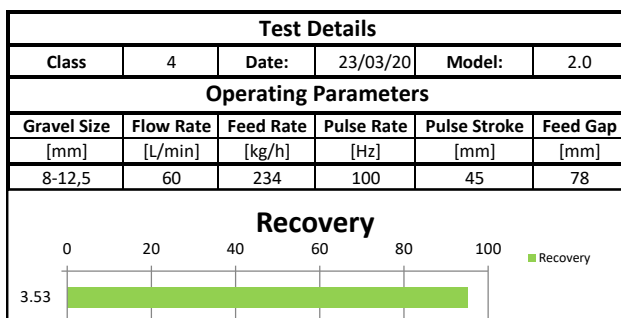 Test Details
Class 4 Date: 23/03/20 Model: 2.0
Operating Parameters
Gravel Size Flow Rate Feed Rate Pulse Rate Pulse Stroke Feed Gap
[mm] [L/min] [kg/h] [Hz] [mm] [mm]
8-12,5 60 234 100 45 78
Recovery
0 20 40 60 80 100
Recovery
3.53